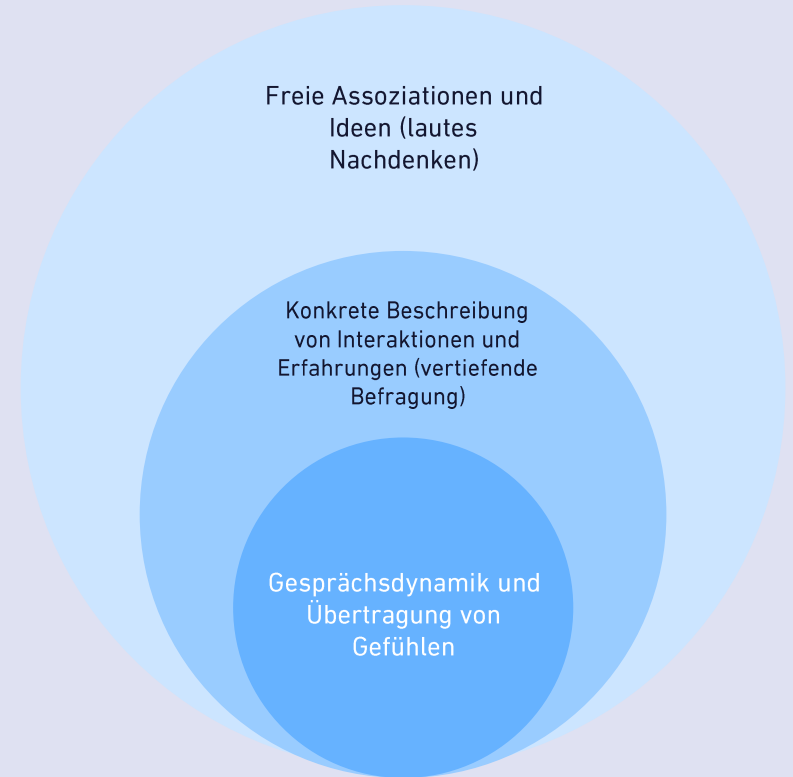 Freie Assoziationen und
Ideen (lautes
Nachdenken)
Konkrete Beschreibung
von Interaktionen und
Erfahrungen (vertiefende
Befragung)
Gesprächsdynamik und
Übertragung von
Gefühlen